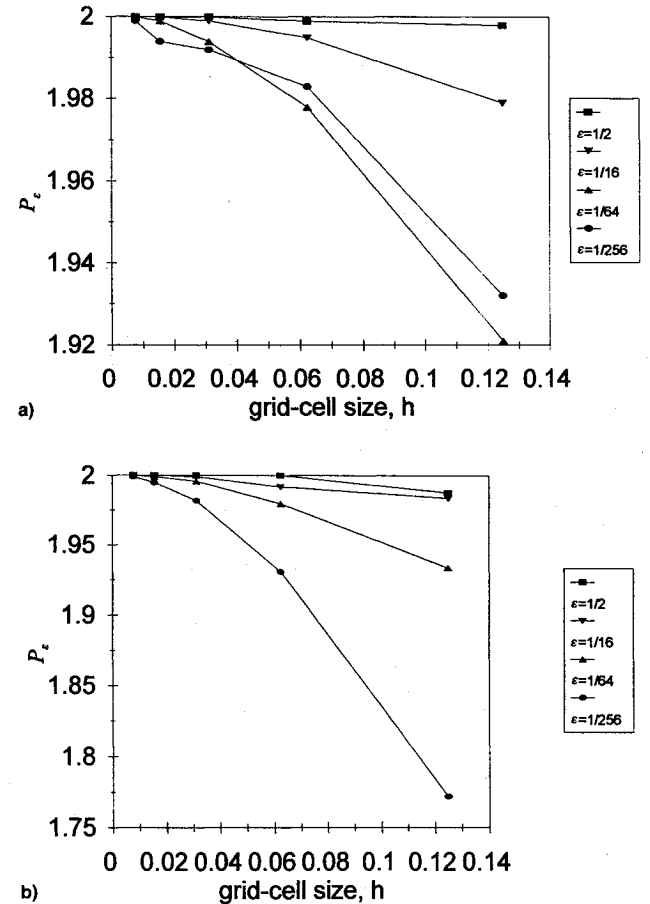 2
1.98
1.96
1.94
1.92
Pε
0 0.02 0.04 0.06 0.08 0.1 0.12 0.14
grid-cell size, h
a)
ε=1/2
ε=1/16
ε=1/64
ε=1/256
2
1.95
1.9
1.85
1.8
1.75
Pε
0 0.02 0.04 0.06 0.08 0.1 0.12 0.14
grid-cell size, h
b)
ε=1/2
ε=1/16
ε=1/64
ε=1/256